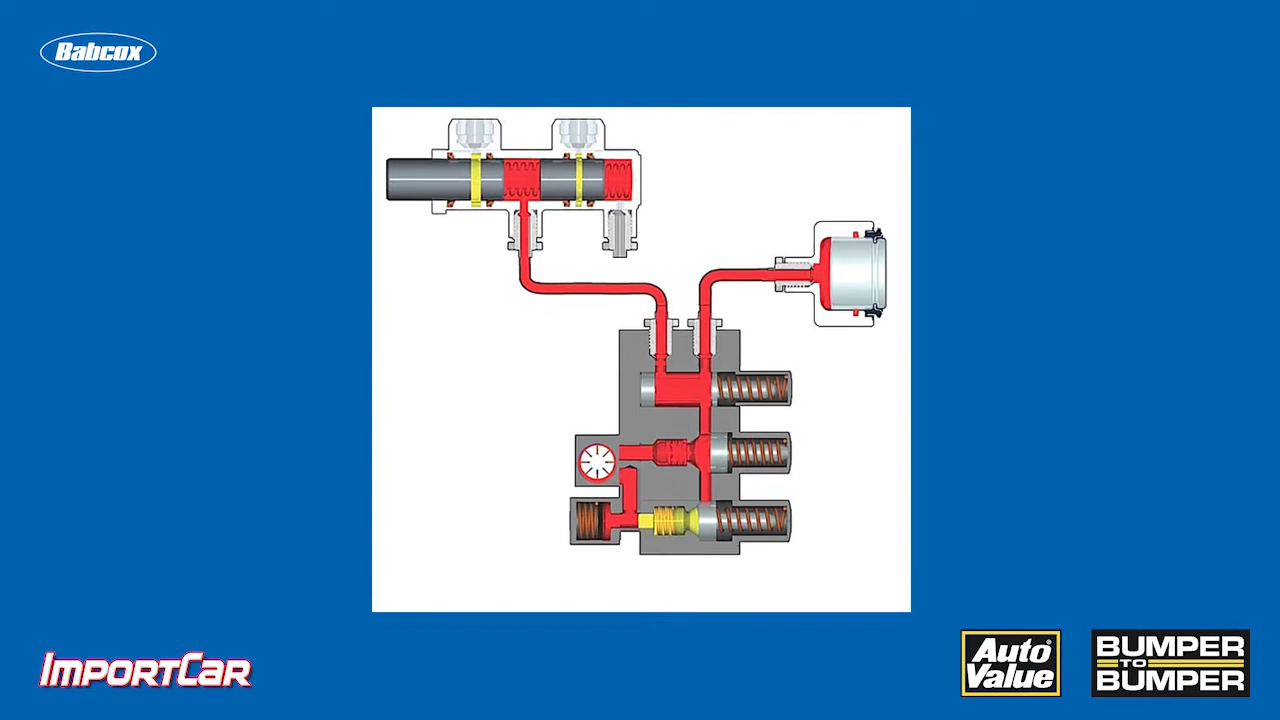 Babcox
IMPORTCAR
Auto
Value
BUMPER
TO
BUMPER